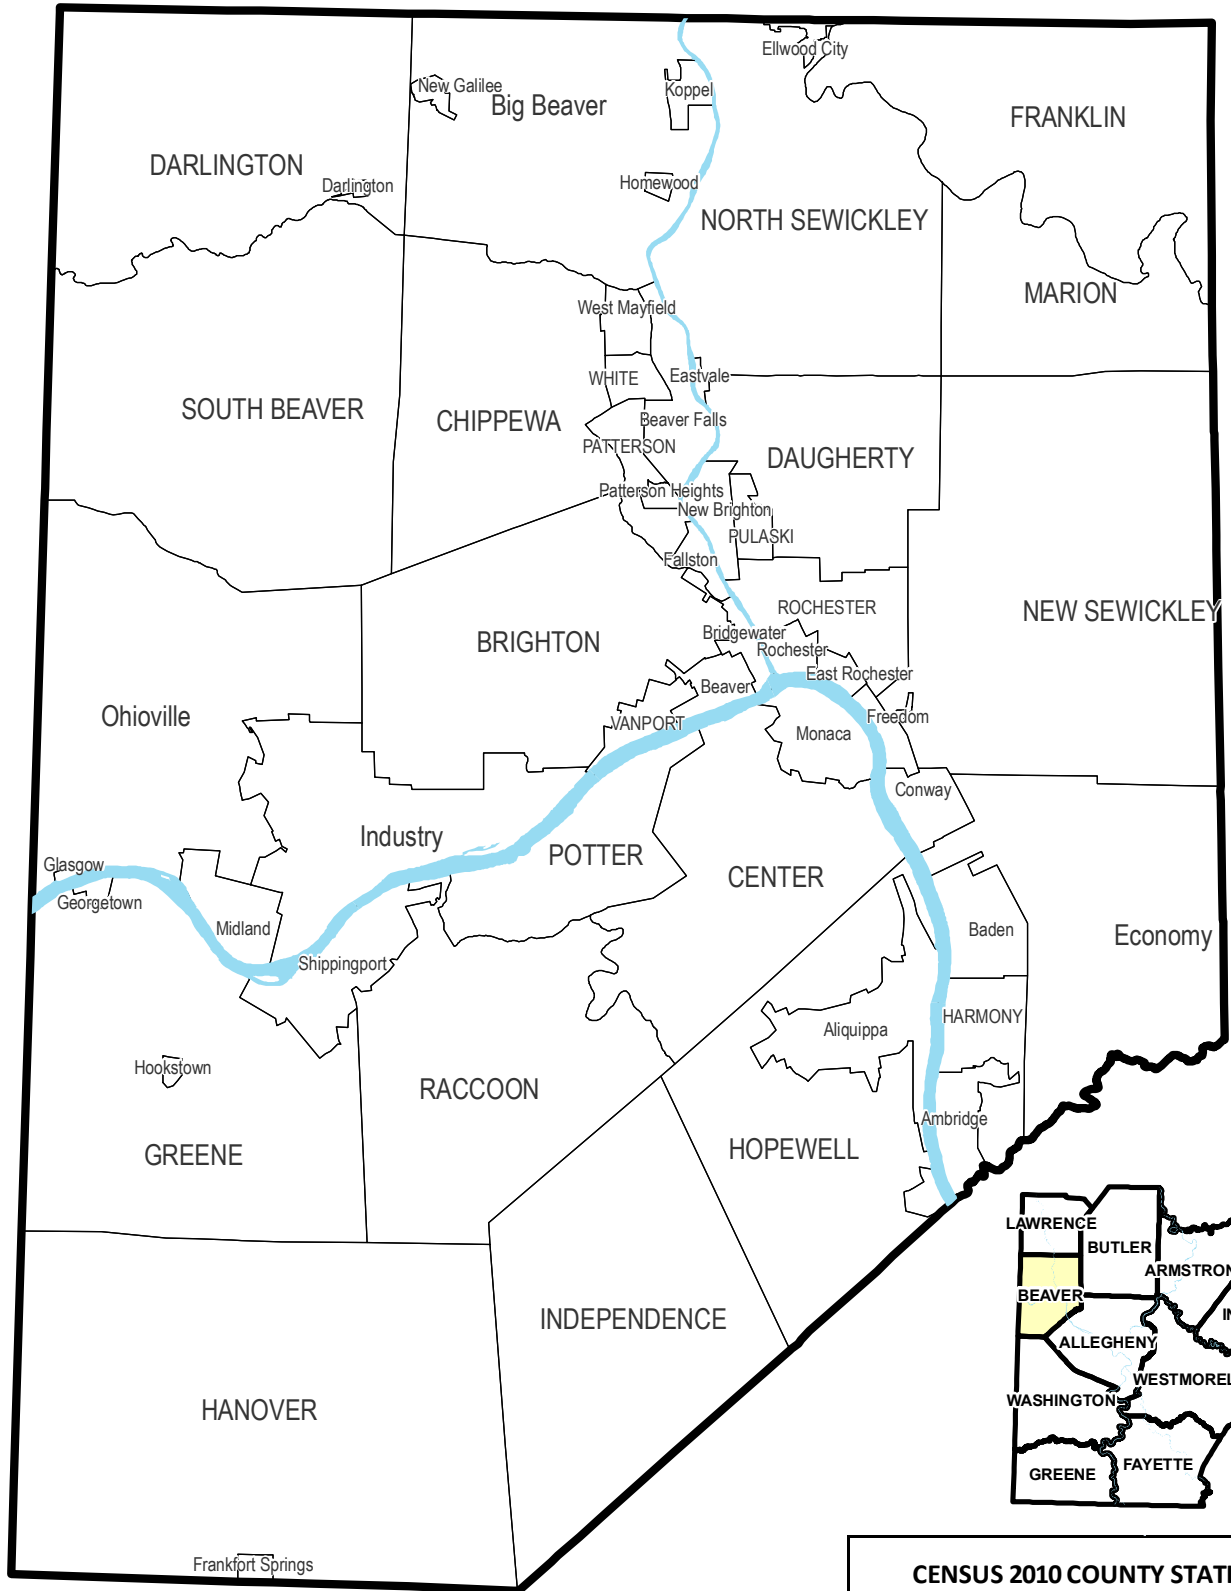 Ellwood City
New Galilee
Koppel
Big Beaver
FRANKLIN
DARLINGTON
Darlington
Homewood
NORTH SEWICKLEY
MARION
West Mayfield
WHITE
Eastvale
SOUTH BEAVER
CHIPPEWA
Beaver Falls
PATTERSON
DAUGHERTY
Patterson Heights
New Brighton
PULASKI
Fallston
ROCHESTER
NEW SEWICKLEY
BRIGHTON
Bridgewater
Rochester
East Rochester
Beaver
Ohioville
VANPORT
Freedom
Monaca
Conway
Industry
POTTER
Glasgow
CENTER
Georgetown
Midland
Baden
Economy
Shippingport
HARMONY
Aliquippa
Hookstown
RACCOON
Ambridge
GREENE
HOPEWELL
LAWRENCE
BUTLER
ARMSTRON
BEAVER
IN
INDEPENDENCE
ALLEGHENY
WESTMOREL
WASHINGTON
HANOVER
FAYETTE
GREENE
Frankfort Springs
CENSUS 2010 COUNTY STATI